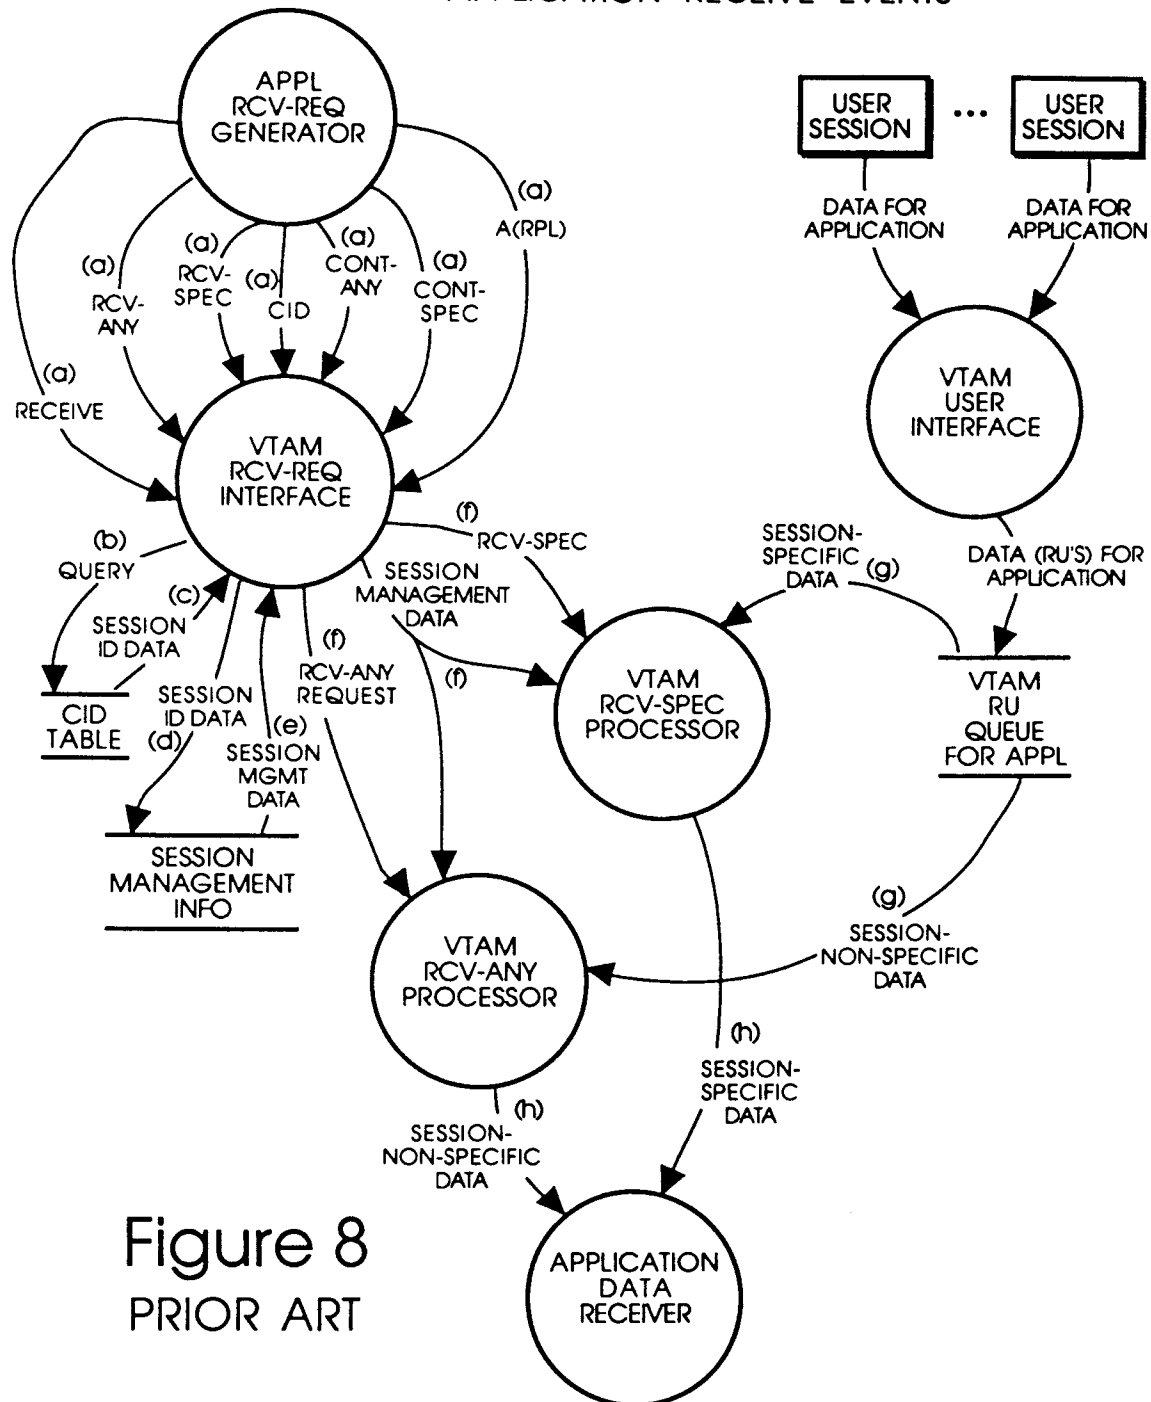 APPLICATION RECEIVE EVENTS
APPL
RCV-REQ
GENERATOR
USER
SESSION
...
USER
SESSION
DATA FOR
APPLICATION
DATA FOR
APPLICATION
(a)
A(RPL)
(a)
RCV-
ANY
(a)
RCV-
SPEC
(a)
CID
(a)
CONT-
ANY
(a)
CONT-
SPEC
(a)
RECEIVE
VTAM
RCV-REQ
INTERFACE
VTAM
USER
INTERFACE
(b)
QUERY
(c)
SESSION
ID DATA
(f)
RCV-SPEC
SESSION
MANAGEMENT
DATA
(f)
SESSION-
SPECIFIC
DATA
(g)
DATA (RU'S) FOR
APPLICATION
(f)
RCV-ANY
REQUEST
CID
TABLE
SESSION
ID DATA
(d)
(e)
SESSION
MGMT
DATA
VTAM
RCV-SPEC
PROCESSOR
VTAM
RU
QUEUE
FOR APPL
SESSION
MANAGEMENT
INFO
VTAM
RCV-ANY
PROCESSOR
(g)
SESSION-
NON-SPECIFIC
DATA
(h)
SESSION-
SPECIFIC
DATA
(h)
SESSION-
NON-SPECIFIC
DATA
APPLICATION
DATA
RECEIVER
Figure 8
PRIOR ART